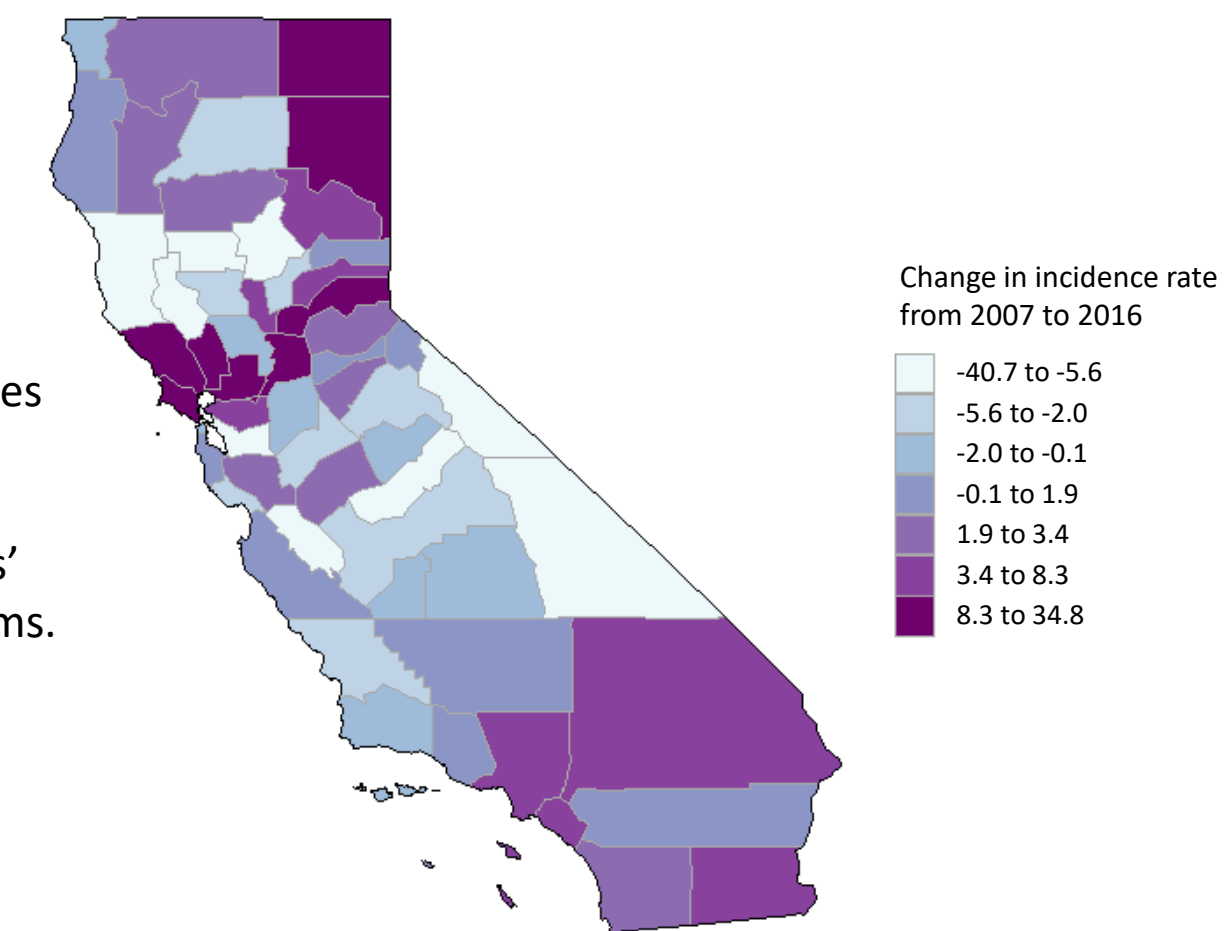 es
s’
ms.
Change in incidence rate
from 2007 to 2016
-40.7 to -5.6
-5.6 to -2.0
-2.0 to -0.1
-0.1 to 1.9
1.9 to 3.4
3.4 to 8.3
8.3 to 34.8